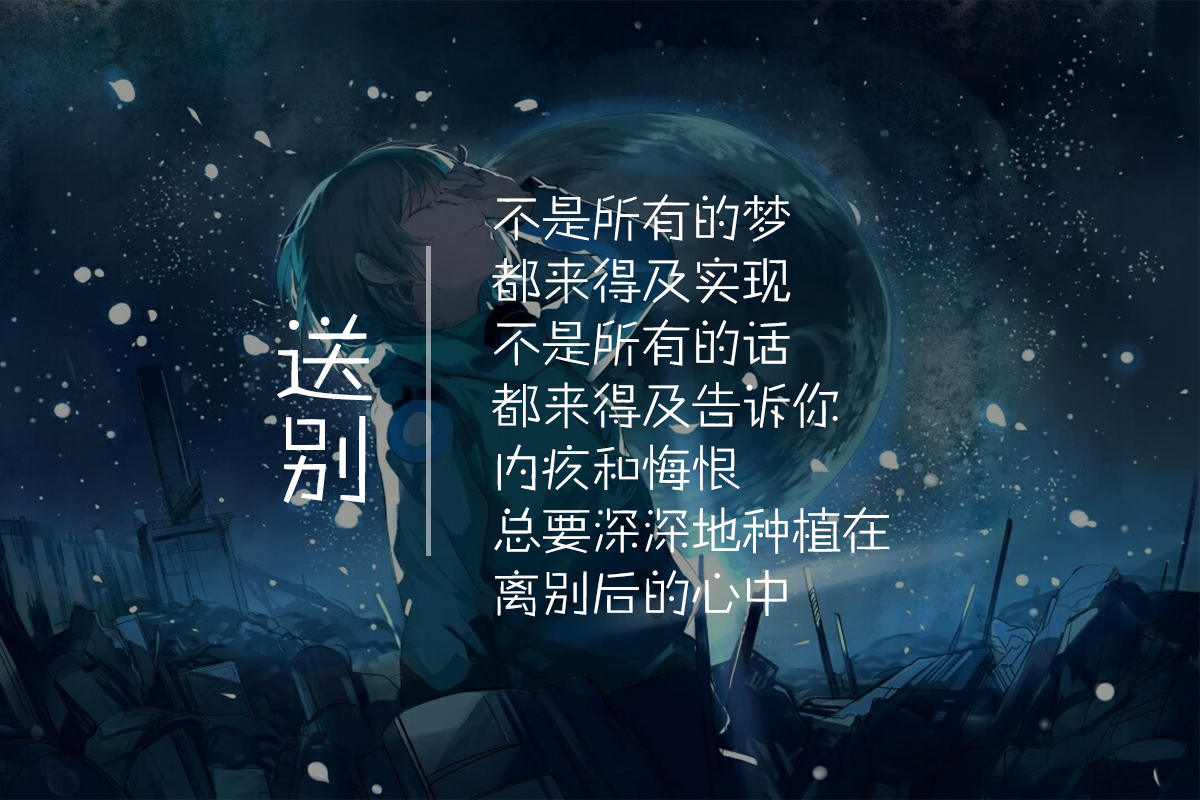 送别
不是所有的梦
都来得及实现
不是所有的话
都来得及告诉你
内疚和悔恨
总要深深地种植在
离别后的心中